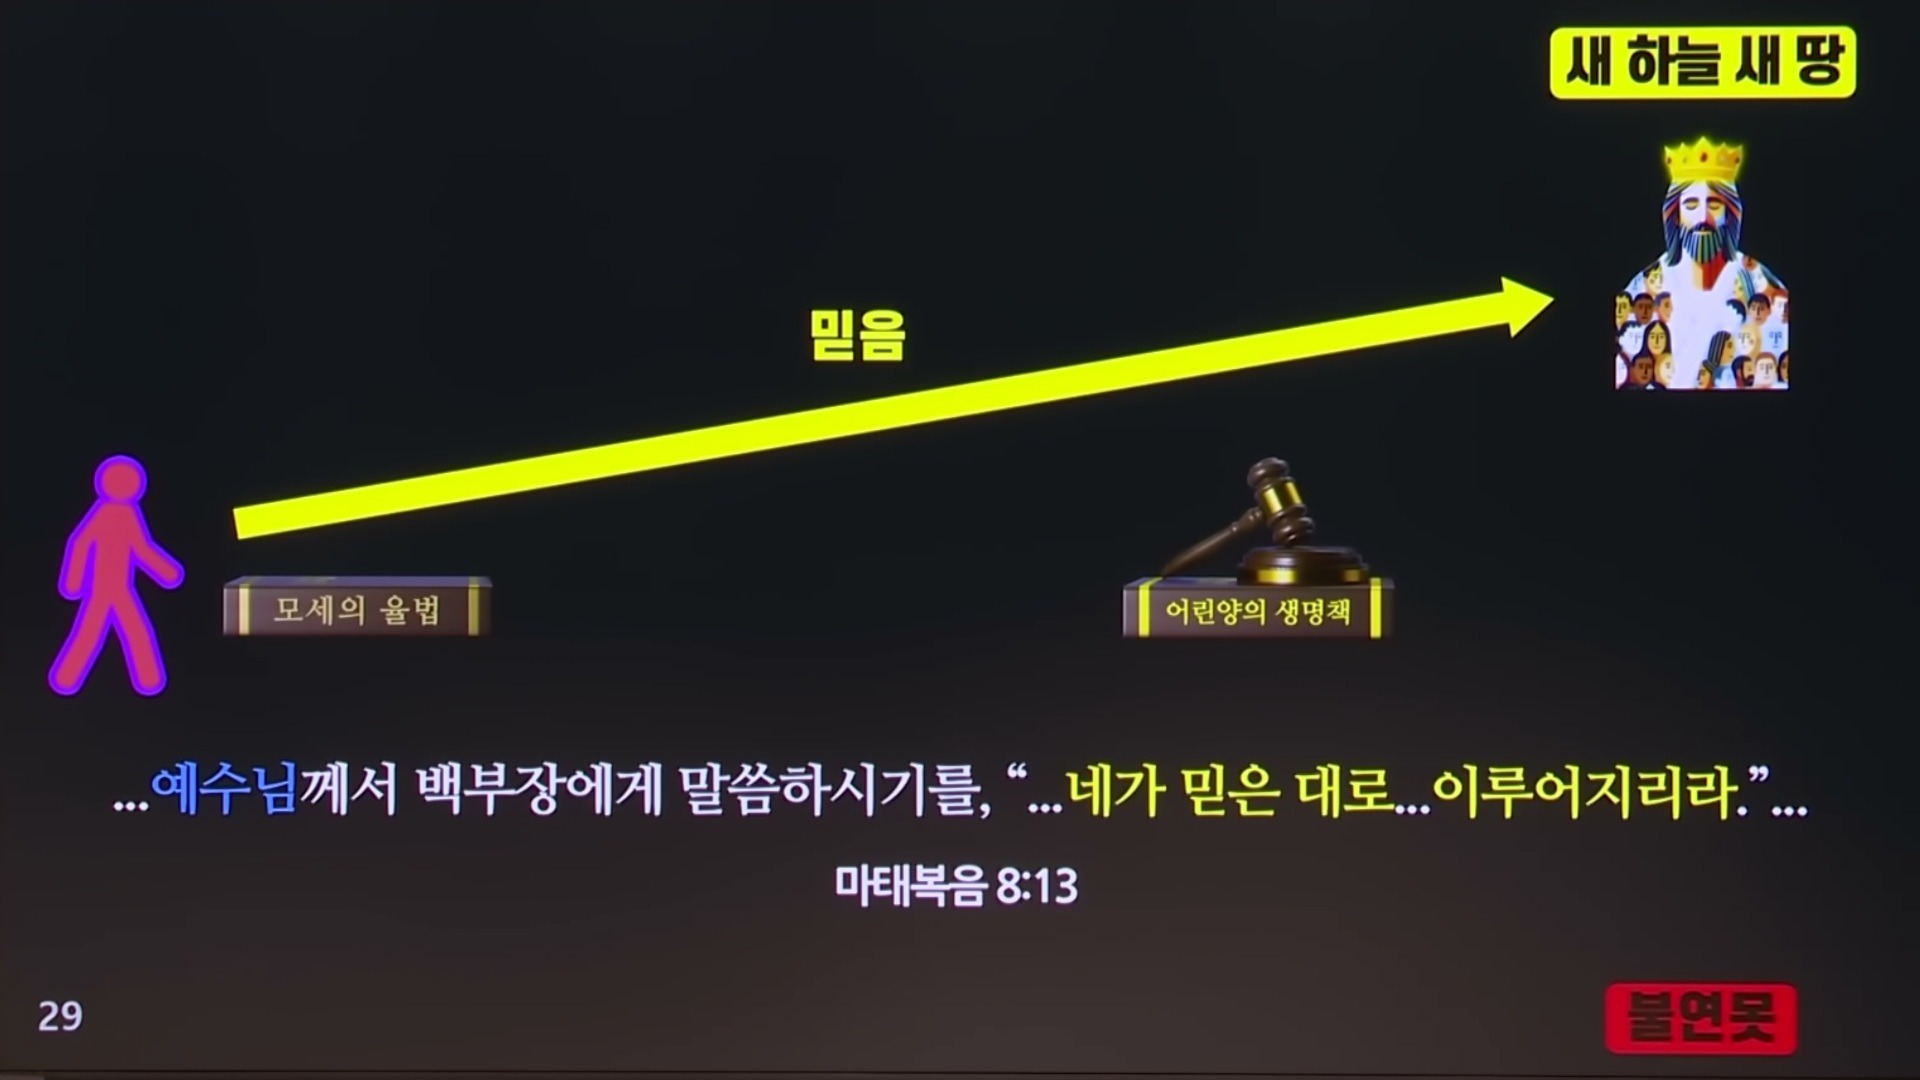 새 하늘 새 땅
믿음
모세의 율법
어린양의 생명책
...예수님께서 백부장에게 말씀하시기를, “...네가 믿은 대로...이루어지리라.”...
마태복음 8:13
29
불연못